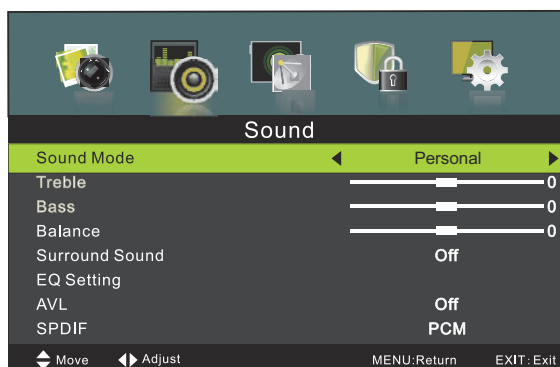 Sound
Sound Mode Personal
Treble 0
Bass 0
Balance 0
Surround Sound Off
EQ Setting
AVL Off
SPDIF PCM
Move Adjust MENU:Return EXIT:Exit